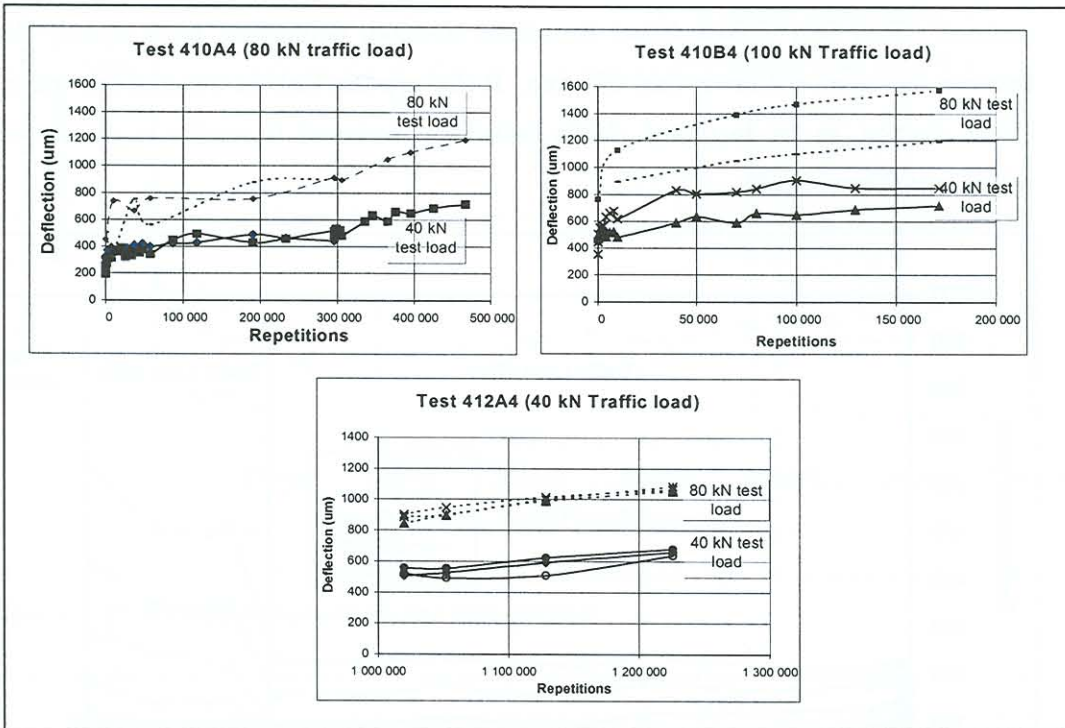 Test 410A4 (80 kN traffic load)
Deflection (um)
1600
1400
1200
1000
800
600
400
200
0
80 kN
test load
40 kN
test load
0
100 000
200 000
300 000
400 000
500 000
Repetitions
Test 410B4 (100 kN Traffic load)
Deflection (um)
1600
1400
1200
1000
800
600
400
200
0
80 kN test
load
40 kN test
load
0
50 000
100 000
150 000
200 000
Repetitions
Test 412A4 (40 kN Traffic load)
Deflection (um)
1400
1200
1000
800
600
400
200
0
80 kN test
load
40 kN test
load
1 000 000
1 100 000
1 200 000
1 300 000
Repetitions